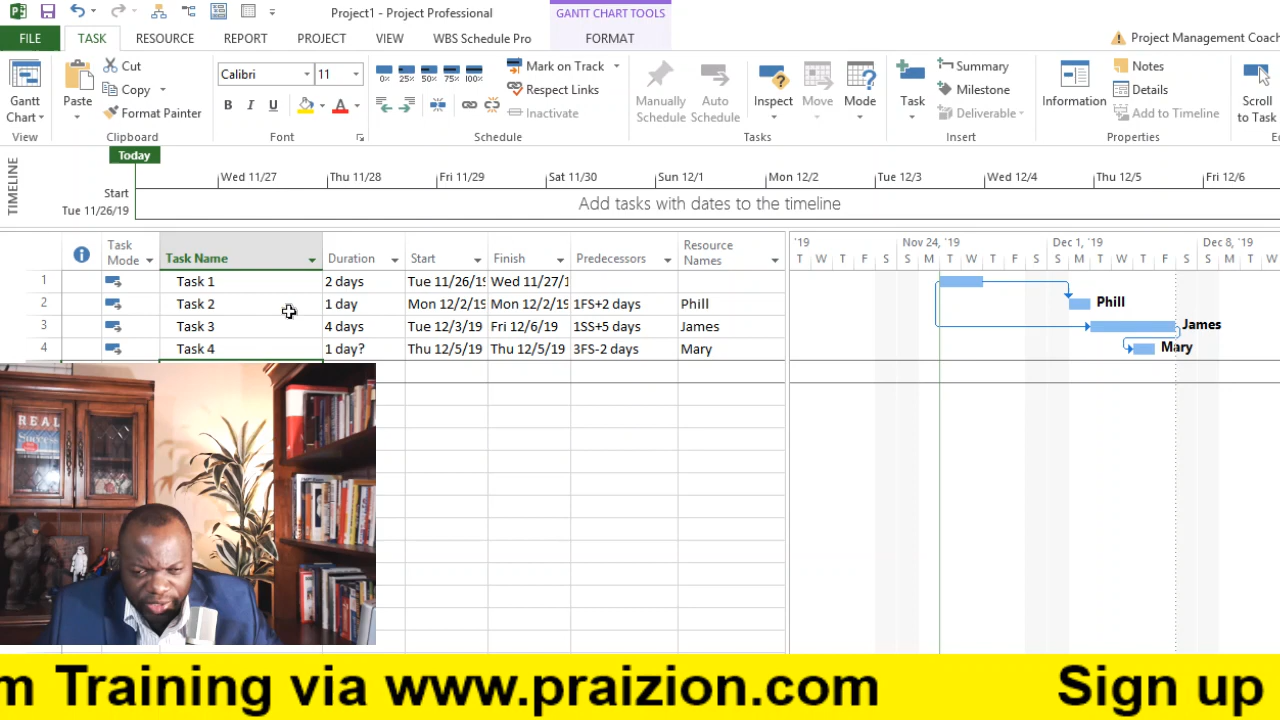 Project1 - Project Professional
GANTT CHART TOOLS
FILE
TASK
RESOURCE
REPORT
PROJECT
VIEW
WBS Schedule Pro
FORMAT
Project Management Coach
Gantt
Chart
View
Paste
Cut
Copy
Format Painter
Clipboard
Calibri
11
B I U
A
Font
0% 25% 50% 75% 100%
Mark on Track
Respect Links
Inactivate
Schedule
Manually
Schedule
Auto
Schedule
Inspect
Move
Mode
Tasks
Task
Summary
Milestone
Deliverable
Insert
Information
Notes
Details
Add to Timeline
Properties
Scroll
to Task
TIMELINE
Today
Start
Tue 11/26/19
Wed 11/27
Thu 11/28
Fri 11/29
Sat 11/30
Sun 12/1
Mon 12/2
Tue 12/3
Wed 12/4
Thu 12/5
Fri 12/6
Add tasks with dates to the timeline
Task Mode
Task Name
Duration
Start
Finish
Predecessors
Resource Names
1 Task 1 2 days Tue 11/26/19 Wed 11/27/1
2 Task 2 1 day Mon 12/2/19 Mon 12/2/19 1FS+2 days Phill
3 Task 3 4 days Tue 12/3/19 Fri 12/6/19 1SS+5 days James
4 Task 4 1 day? Thu 12/5/19 Thu 12/5/19 3FS-2 days Mary
'19
Nov 24, '19
Dec 1, '19
Dec 8, '19
T W T F S S M T W T F S S M T W T F S S M T W
Phill
James
Mary
REAL
Success
m Training via www.praizion.com
Sign up